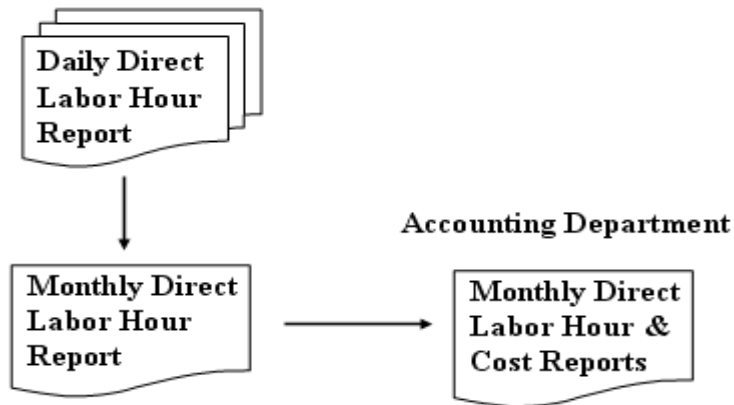 Daily Direct
Labor Hour
Report
Accounting Department
Monthly Direct
Labor Hour
Report
Monthly Direct
Labor Hour &
Cost Reports